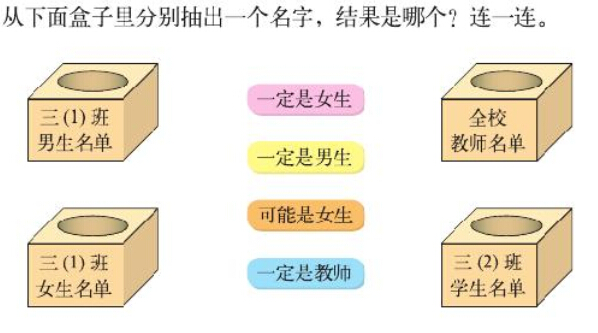 从下面盒子里分别抽出一个名字，结果是哪个？连一连。
三(1)班
男生名单
一定是女生
全校
教师名单
一定是男生
可能是女生
三(1)班
女生名单
一定是教师
三(2)班
学生名单